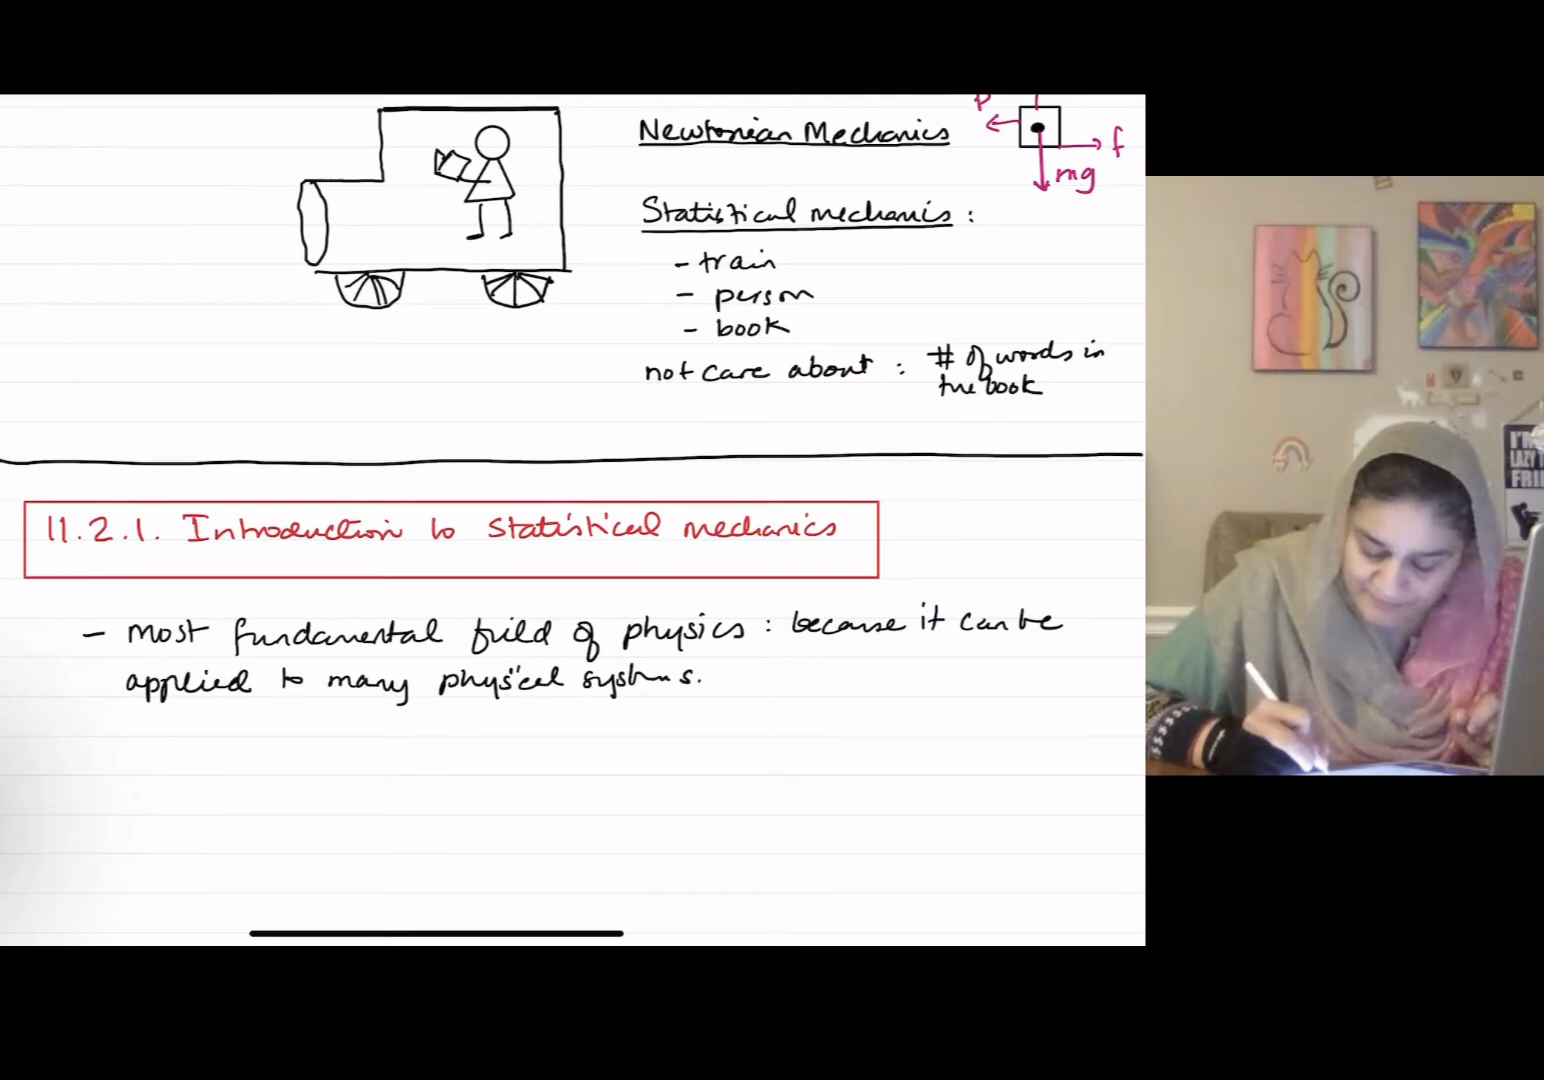 Newtonian Mechanics
P
f
mg
Statistical mechanics :
- train
- person
- book
not care about : # of words in
the book
11.2.1. Introduction to statistical mechanics
- most fundamental field of physics : because it can be
applied to many physical systems.
I'M
LAZY